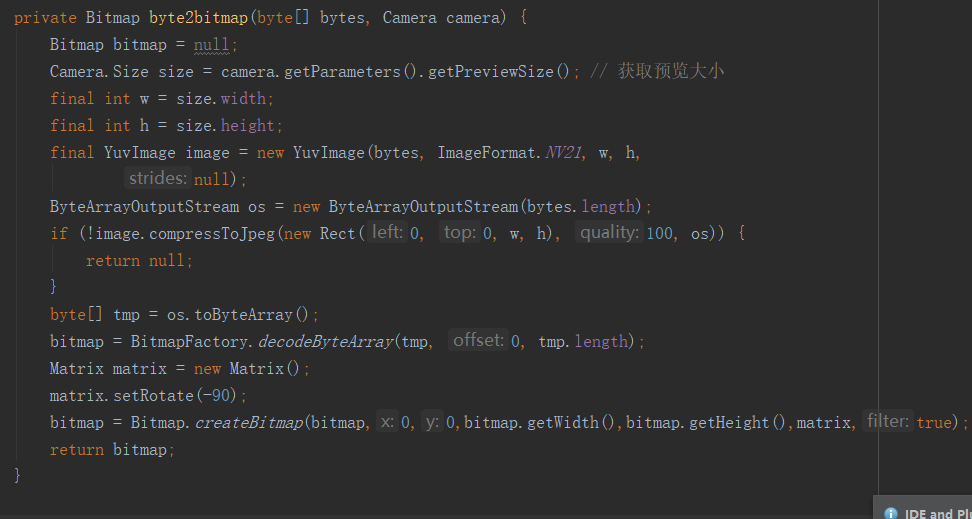 private Bitmap byte2bitmap(byte[] bytes, Camera camera) {
    Bitmap bitmap = null;
    Camera.Size size = camera.getParameters().getPreviewSize(); // 获取预览大小
    final int w = size.width;
    final int h = size.height;
    final YuvImage image = new YuvImage(bytes, ImageFormat.NV21, w, h,
            strides: null);
    ByteArrayOutputStream os = new ByteArrayOutputStream(bytes.length);
    if (!image.compressToJpeg(new Rect( left: 0, top: 0, w, h), quality: 100, os)) {
        return null;
    }
    byte[] tmp = os.toByteArray();
    bitmap = BitmapFactory.decodeByteArray(tmp, offset: 0, tmp.length);
    Matrix matrix = new Matrix();
    matrix.setRotate(-90);
    bitmap = Bitmap.createBitmap(bitmap, x: 0, y: 0,bitmap.getWidth(),bitmap.getHeight(),matrix, filter: true);
    return bitmap;
}
IDE and